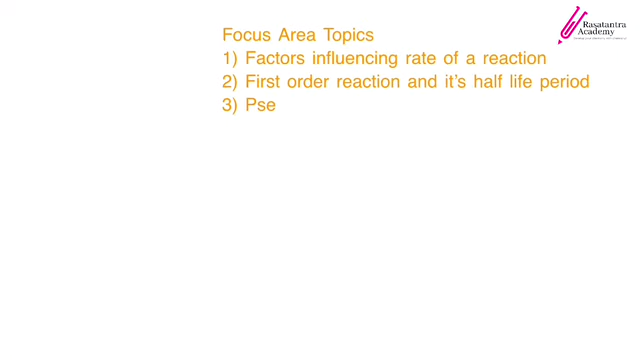 Focus Area Topics
1) Factors influencing rate of a reaction
2) First order reaction and it's half life period
3) Pse
Rasatantra
Academy